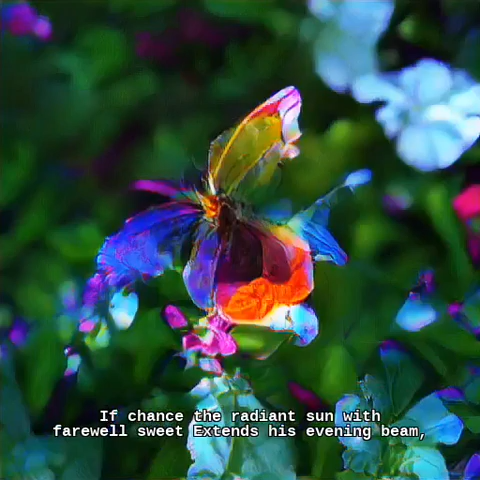 If chance the radiant sun with
farewell sweet Extends his evening beam,